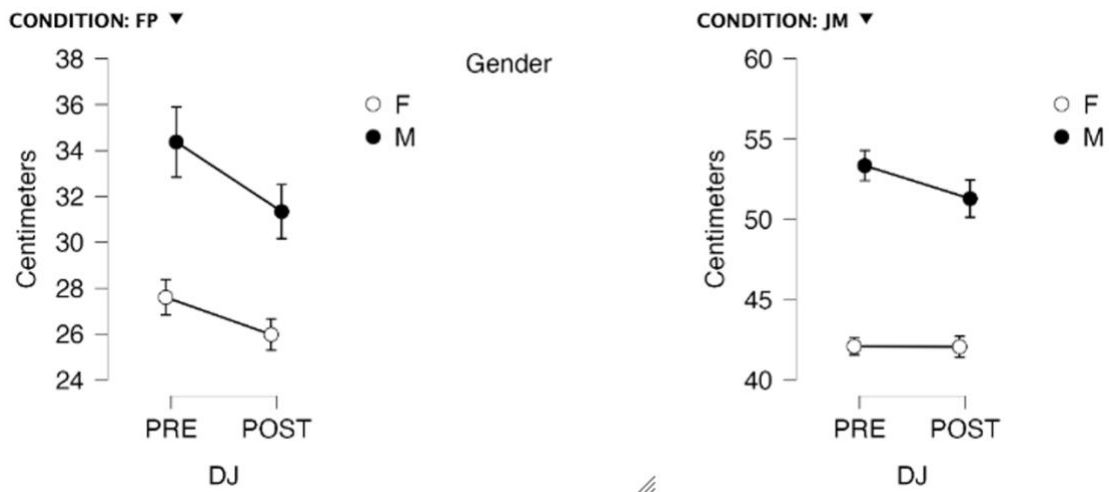 CONDITION: FP ▼
38
36
34
32
30
28
26
24
Centimeters
PRE POST
DJ
Gender
F
M
CONDITION: JM ▼
60
55
50
45
40
Centimeters
PRE POST
DJ
F
M